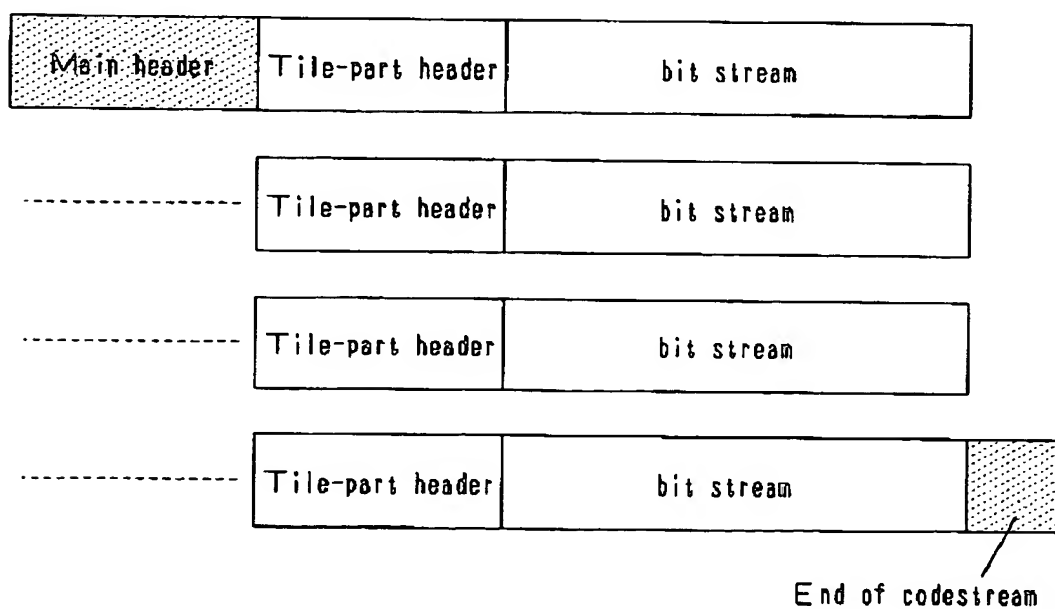 Main header Tile-part header bit stream
Tile-part header bit stream
Tile-part header bit stream
Tile-part header bit stream
End of codestream